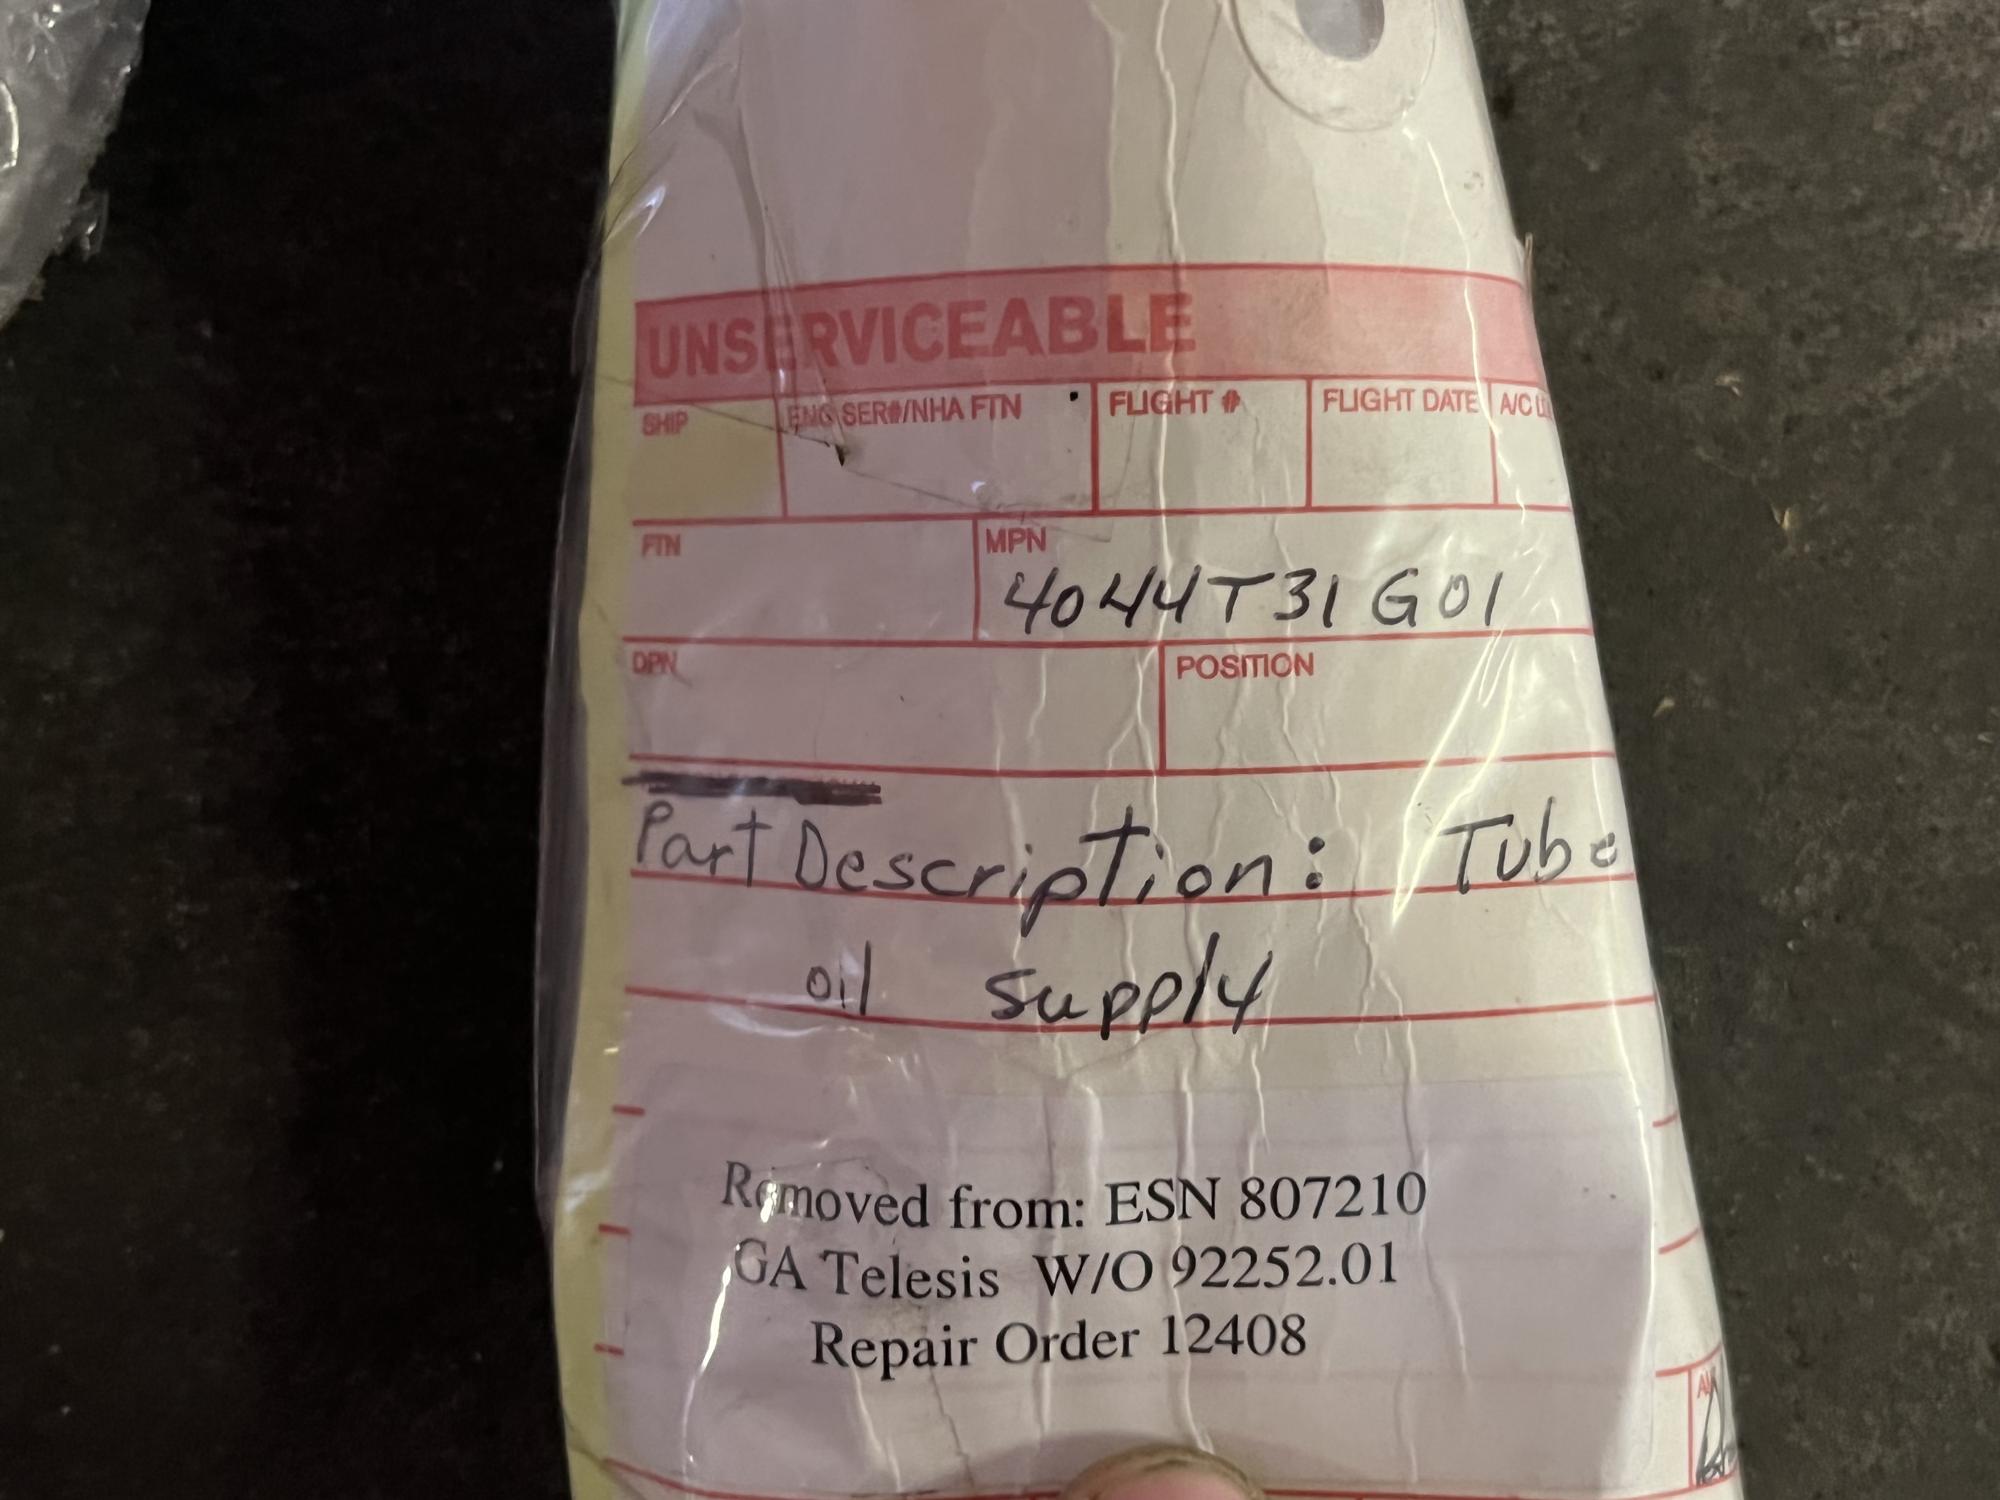 UNSERVICEABLE
SHIP ENG SER#/NHA FTN FLIGHT # FLIGHT DATE A/C
FTN MPN
4044T31G01
DPN POSITION
Part Description: Tube
oil supply
Removed from: ESN 807210
GA Telesis W/O 92252.01
Repair Order 12408